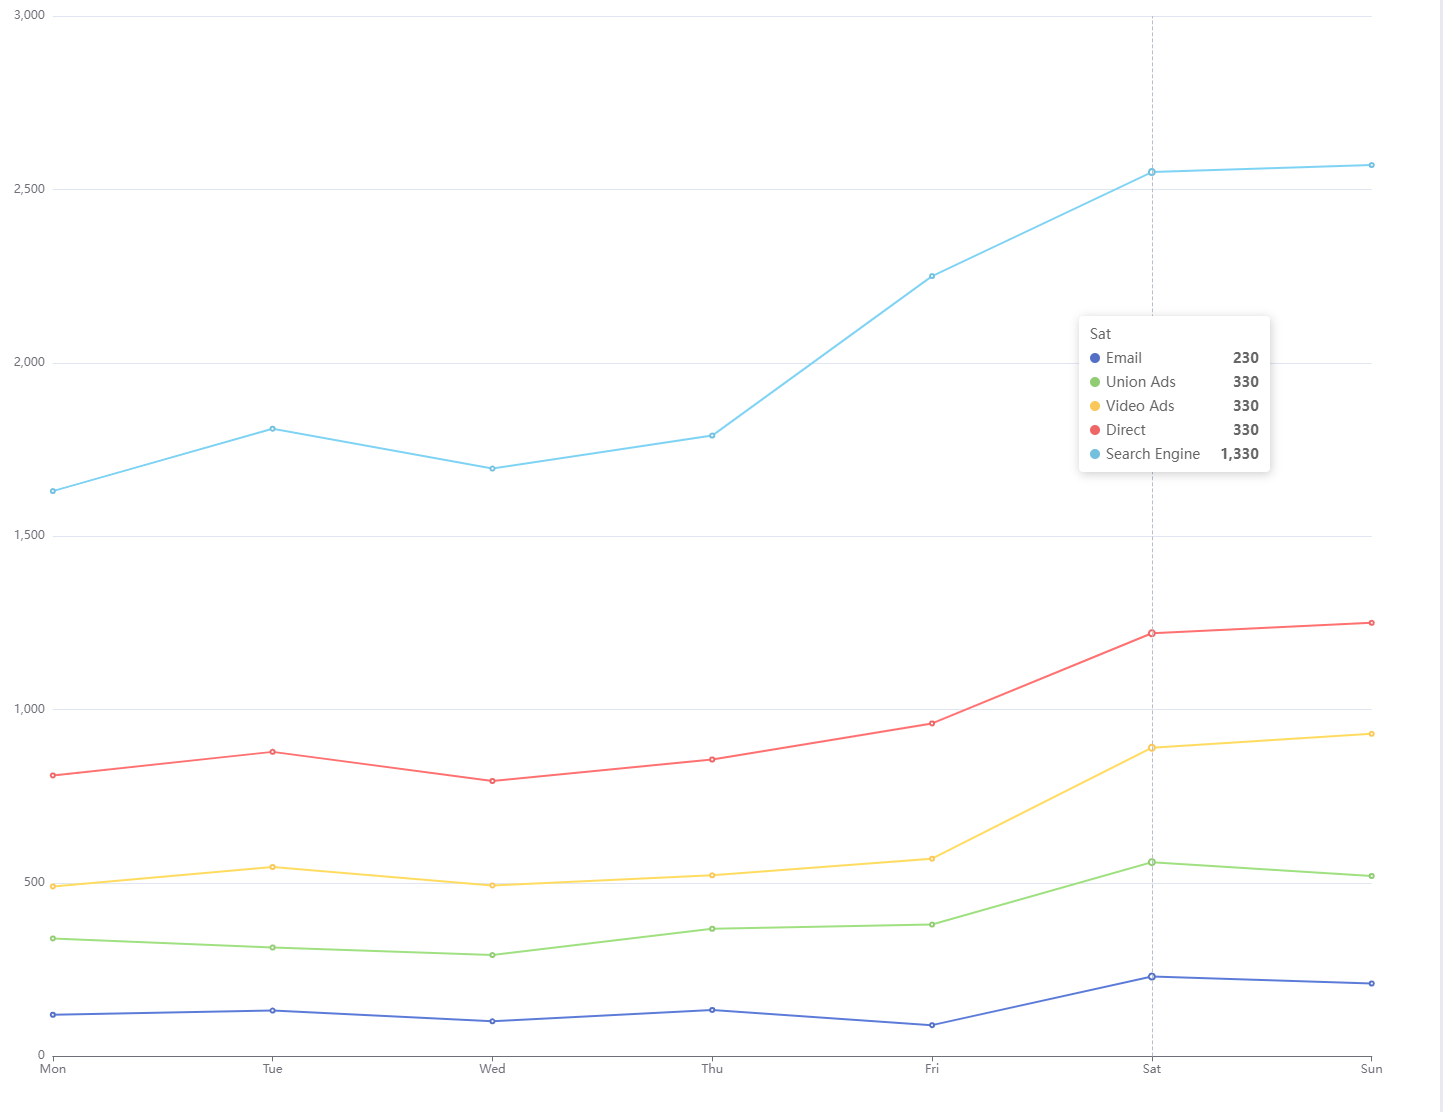 3,000
2,500
2,000
1,500
1,000
500
0
Sat
Email 230
Union Ads 330
Video Ads 330
Direct 330
Search Engine 1,330
Mon Tue Wed Thu Fri Sat Sun